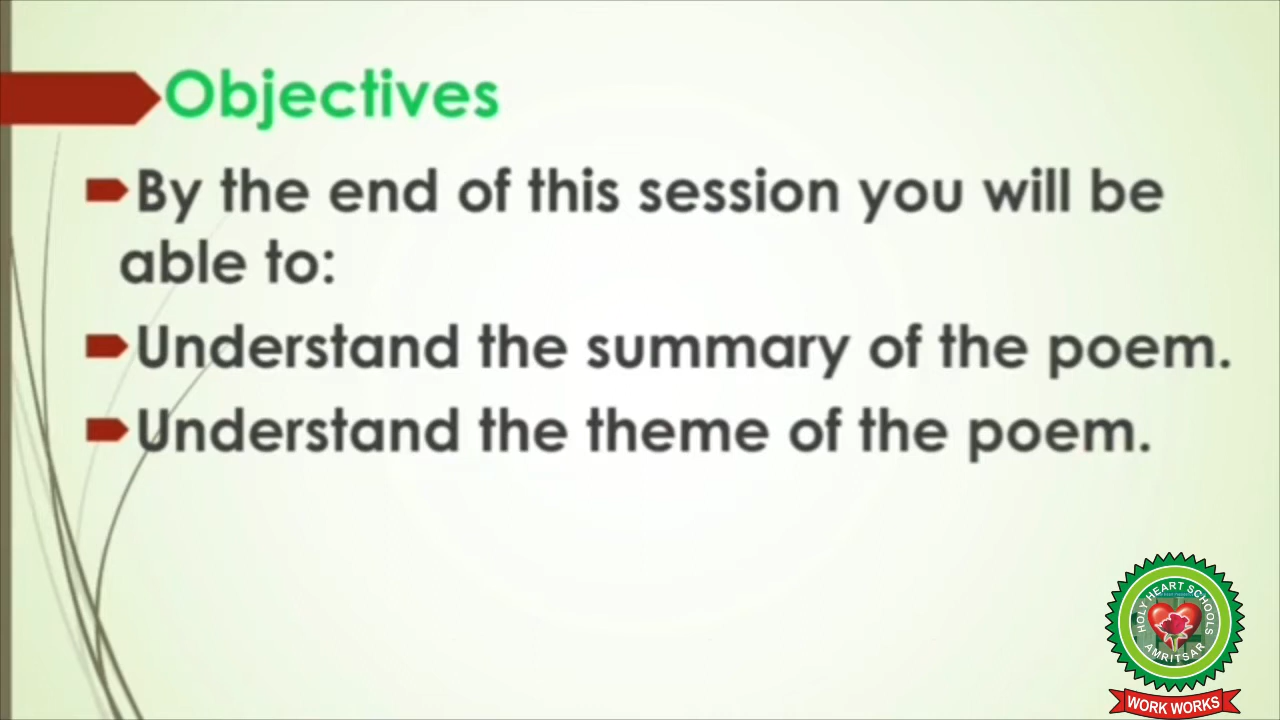 Objectives
By the end of this session you will be
able to:
Understand the summary of the poem.
Understand the theme of the poem.
HOLY HEART SCHOOLS
AMRITSAR
WORK WORKS